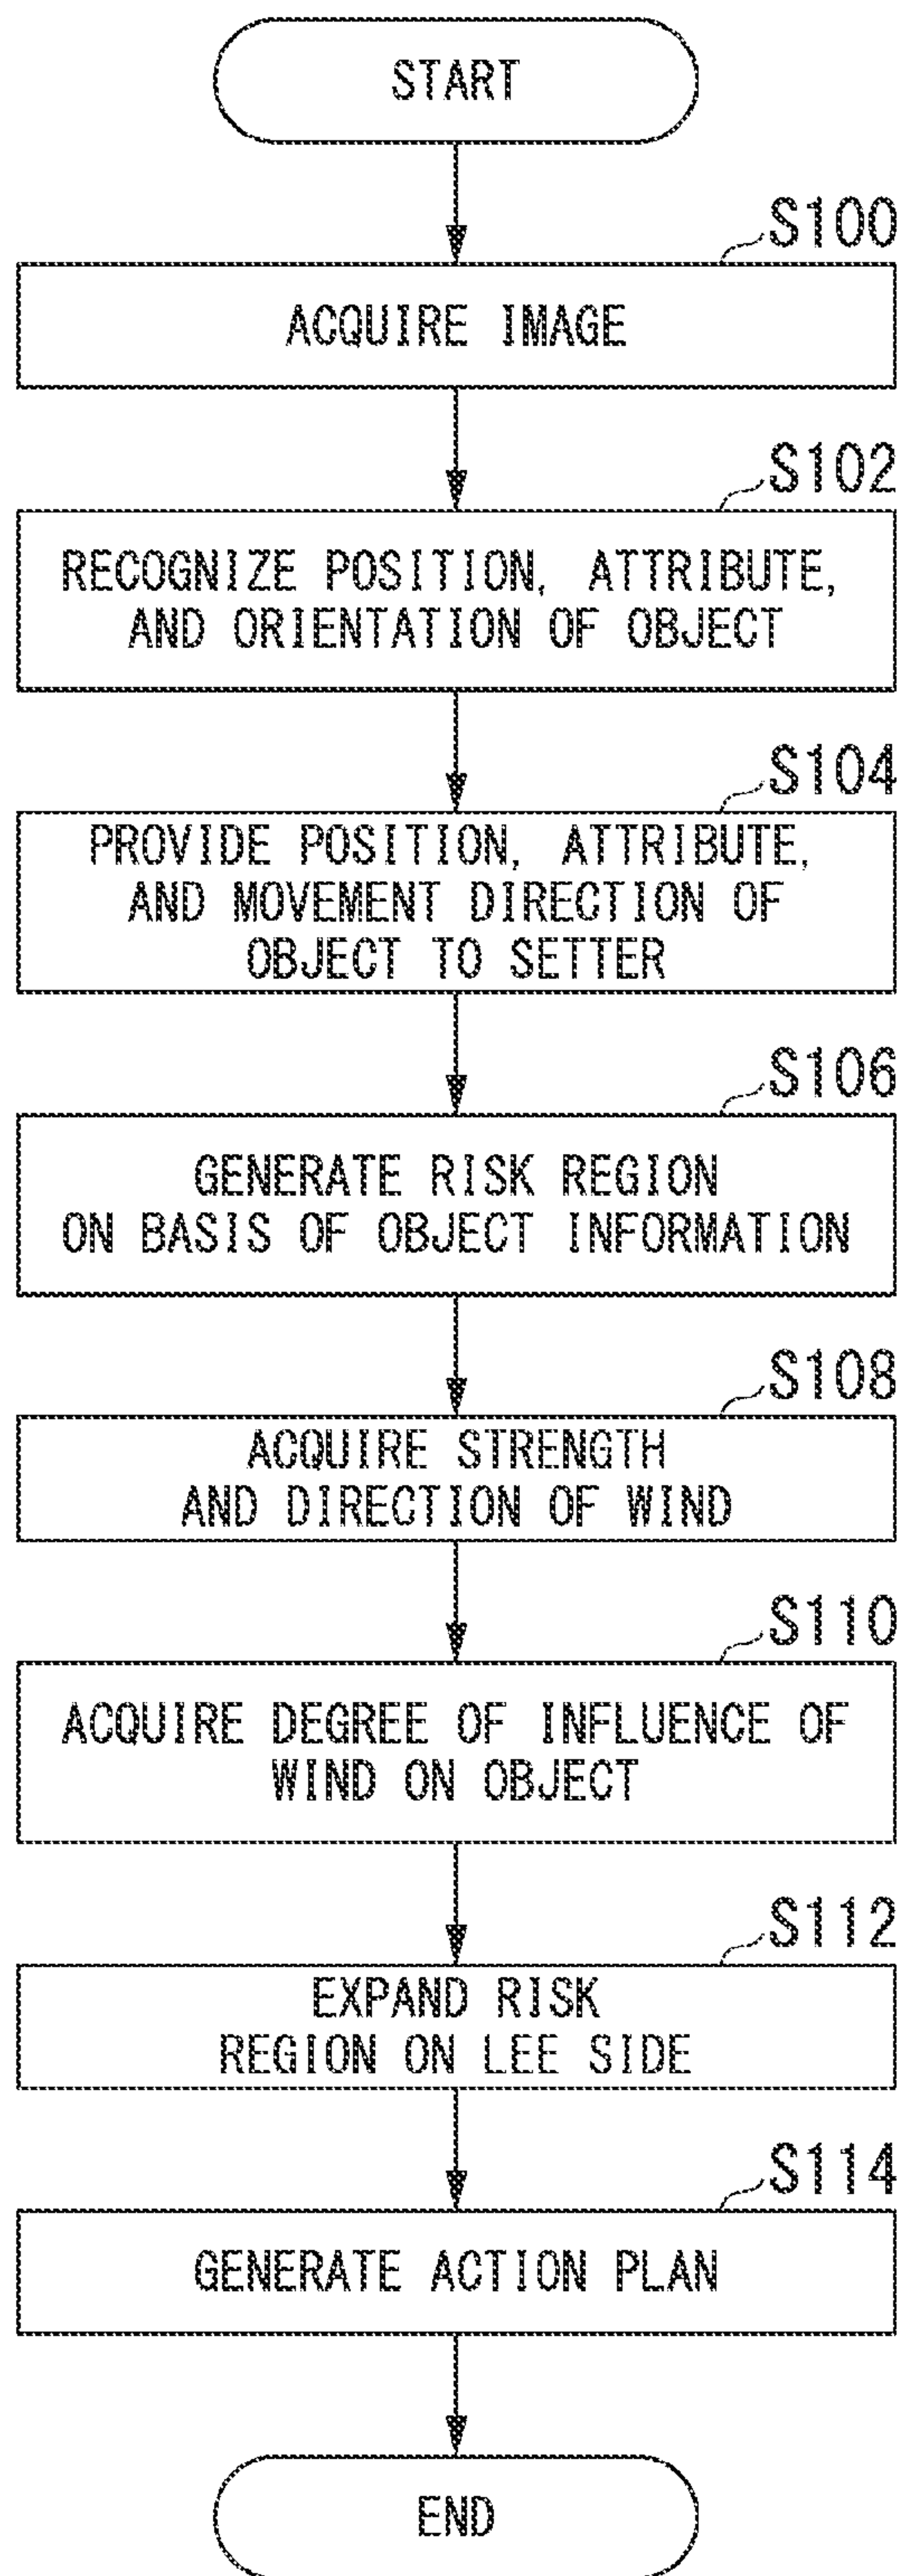 START
S100
ACQUIRE IMAGE
S102
RECOGNIZE POSITION, ATTRIBUTE,
AND ORIENTATION OF OBJECT
S104
PROVIDE POSITION, ATTRIBUTE,
AND MOVEMENT DIRECTION OF
OBJECT TO SETTER
S106
GENERATE RISK REGION
ON BASIS OF OBJECT INFORMATION
S108
ACQUIRE STRENGTH
AND DIRECTION OF WIND
S110
ACQUIRE DEGREE OF INFLUENCE OF
WIND ON OBJECT
S112
EXPAND RISK
REGION ON LEE SIDE
S114
GENERATE ACTION PLAN
END